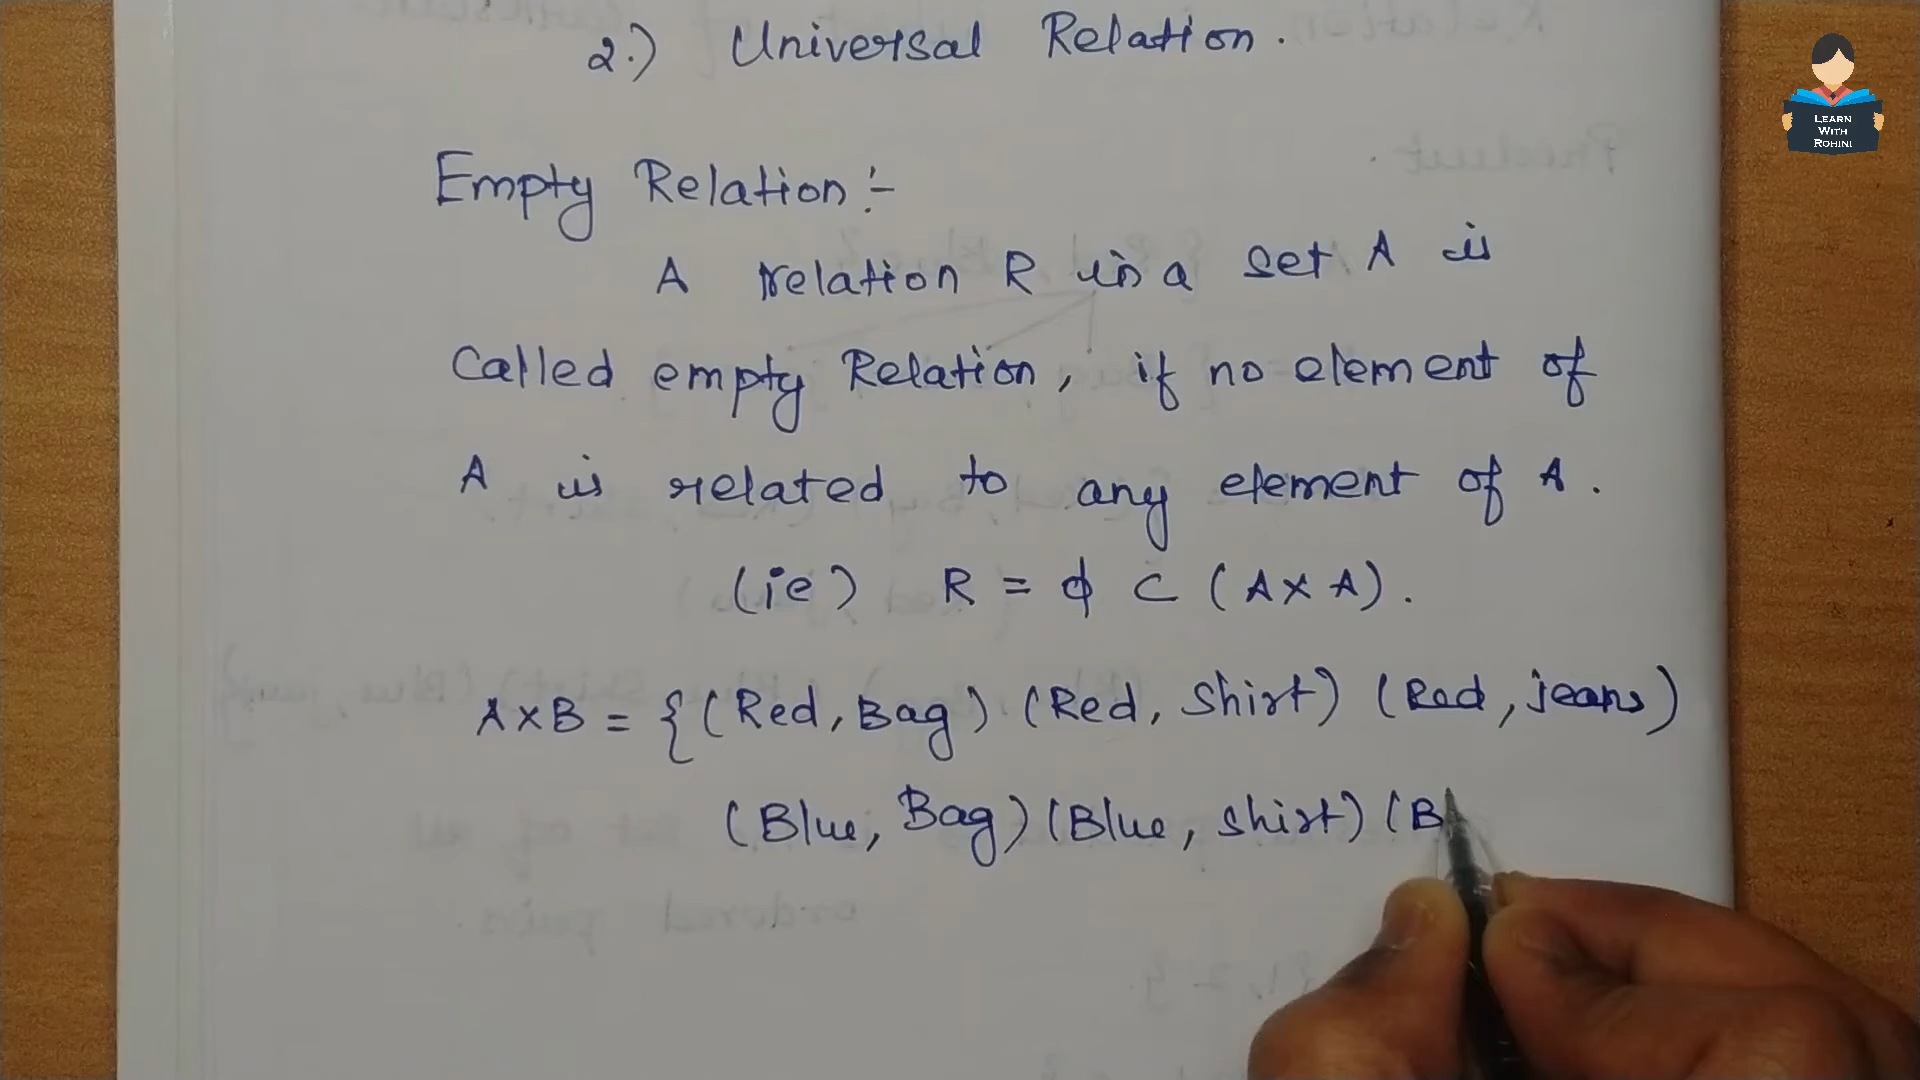 2.) Universal Relation.
LEARN
WITH
ROHINI
Empty Relation :-
A relation R in a set A is
Called empty Relation, if no element of
A is related to any element of A.
(ie) R = ϕ ⊂ (A × A).
A×B = {(Red, Bag) (Red, Shirt) (Red, jeans)
(Blue, Bag) (Blue, shirt) (B